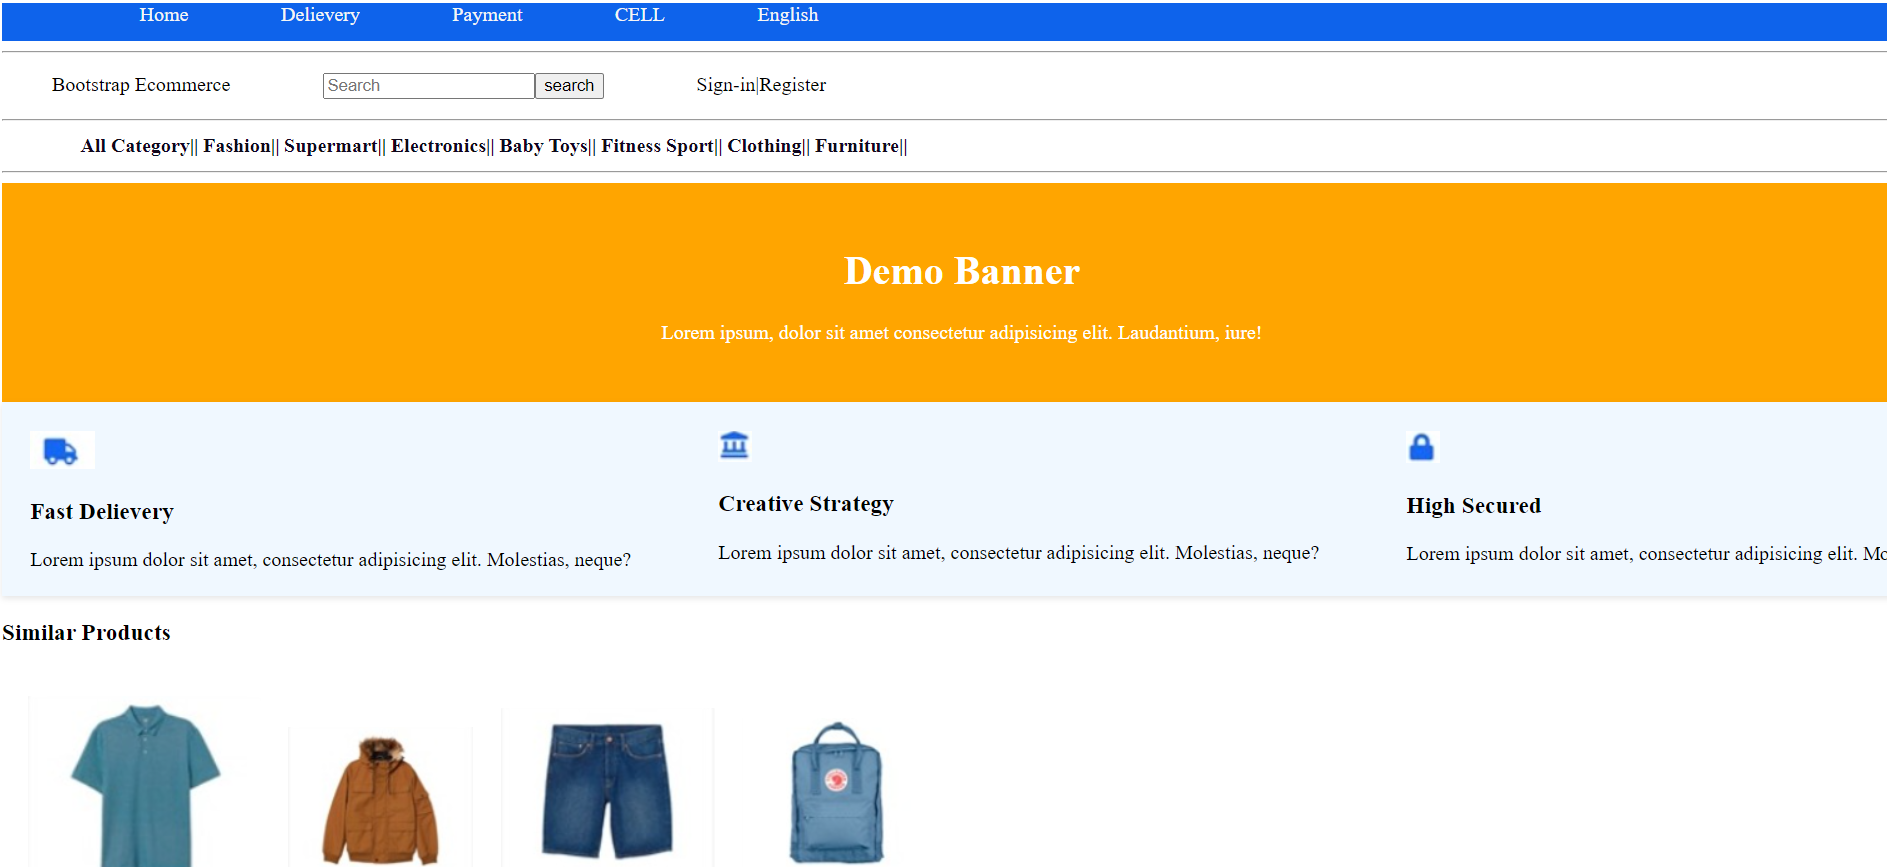 Home Delievery Payment CELL English
Bootstrap Ecommerce Search search Sign-in|Register
All Category|| Fashion|| Supermart|| Electronics|| Baby Toys|| Fitness Sport|| Clothing|| Furniture||
Demo Banner
Lorem ipsum, dolor sit amet consectetur adipisicing elit. Laudantium, iure!
Fast Delievery
Lorem ipsum dolor sit amet, consectetur adipisicing elit. Molestias, neque?
Creative Strategy
Lorem ipsum dolor sit amet, consectetur adipisicing elit. Molestias, neque?
High Secured
Lorem ipsum dolor sit amet, consectetur adipisicing elit.
Similar Products